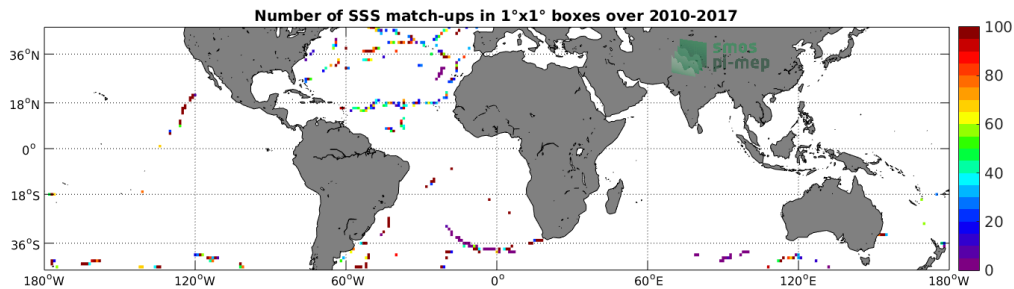 Number of SSS match-ups in 1°x1° boxes over 2010-2017
100
36°N
smos
pi-mep
80
18°N
60
0°
40
18°S
20
36°S
0
180°W 120°W 60°W 0° 60°E 120°E 180°W